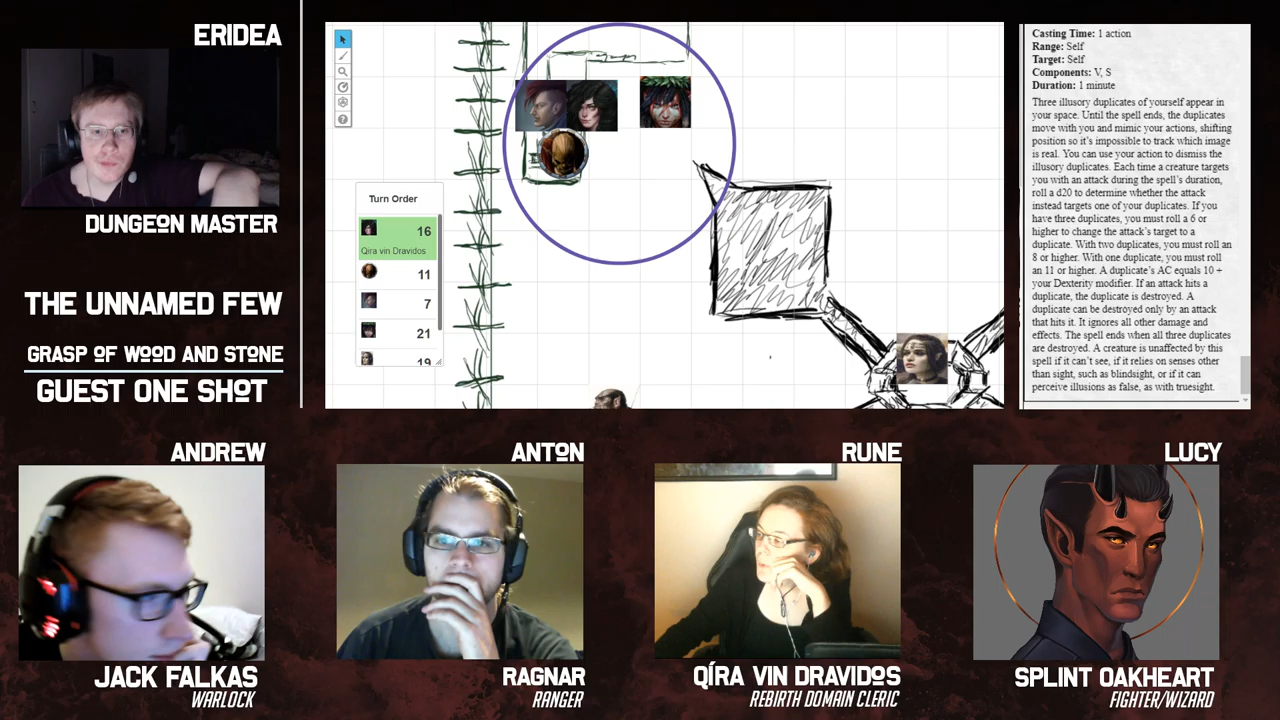 ERIDEA
DUNGEON MASTER
THE UNNAMED FEW
GRASP OF WOOD AND STONE
GUEST ONE SHOT
Turn Order
16
Qira vin Dravidos
11
7
21
19
Casting Time: 1 action
Range: Self
Target: Self
Components: V, S
Duration: 1 minute
Three illusory duplicates of yourself appear in
your space. Until the spell ends, the duplicates
move with you and mimic your actions, shifting
position so it's impossible to track which image
is real. You can use your action to dismiss the
illusory duplicates. Each time a creature targets
you with an attack during the spell's duration,
roll a d20 to determine whether the attack
instead targets one of your duplicates. If you
have three duplicates, you must roll a 6 or
higher to change the attack's target to a
duplicate. With two duplicates, you must roll an
8 or higher. With one duplicate, you must roll
an 11 or higher. A duplicate's AC equals 10 +
your Dexterity modifier. If an attack hits a
duplicate, the duplicate is destroyed. A
duplicate can be destroyed only by an attack
that hits it. It ignores all other damage and
effects. The spell ends when all three duplicates
are destroyed. A creature is unaffected by this
spell if it can't see, if it relies on senses other
than sight, such as blindsight, or if it can
perceive illusions as false, as with truesight.
ANDREW
JACK FALKAS
WARLOCK
ANTON
RAGNAR
RANGER
RUNE
QÍRA VIN DRAVIDOS
REBIRTH DOMAIN CLERIC
LUCY
SPLINT OAKHEART
FIGHTER/WIZARD